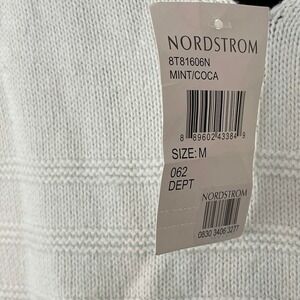 NORDSTROM
8T81606N
MINT/COCA
8 89602 43384 9
SIZE: M
062
DEPT
NORDSTROM
0830 3406 3277